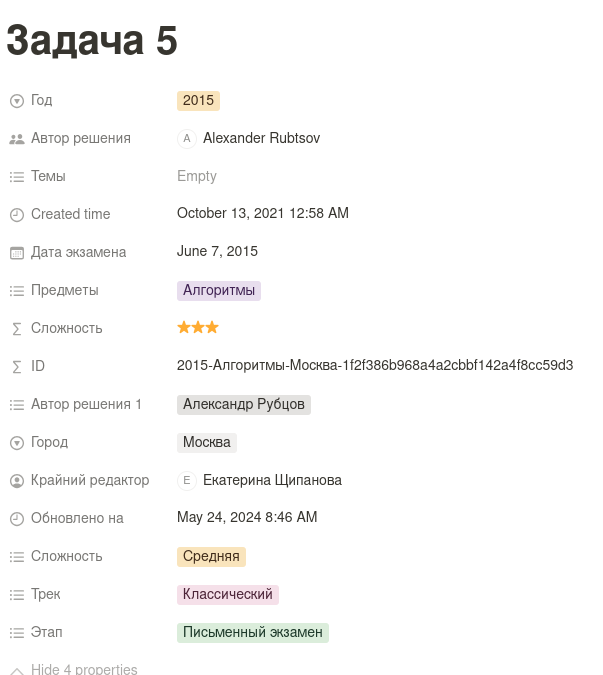 Задача 5
Год 2015
Автор решения A Alexander Rubtsov
Темы Empty
Created time October 13, 2021 12:58 AM
Дата экзамена June 7, 2015
Предметы Алгоритмы
Сложность ⭐⭐⭐
ID 2015-Алгоритмы-Москва-1f2f386b968a4a2cbbf142a4f8cc59d3
Автор решения 1 Александр Рубцов
Город Москва
Крайний редактор E Екатерина Щипанова
Обновлено на May 24, 2024 8:46 AM
Сложность Средняя
Трек Классический
Этап Письменный экзамен
Hide 4 properties